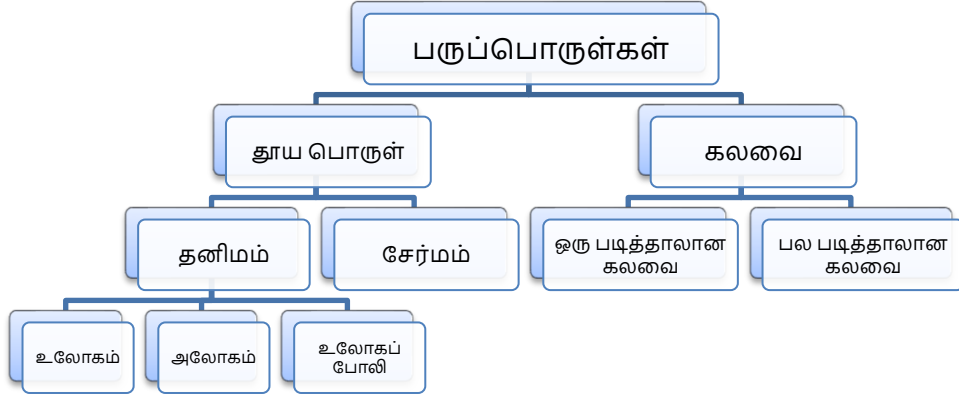 பருப்பொருள்கள்
தூய பொருள்
கலவை
தனிமம்
சேர்மம்
ஒரு படித்தாலான
கலவை
பல படித்தாலான
கலவை
உலோகம்
அலோகம்
உலோகப்
போலி